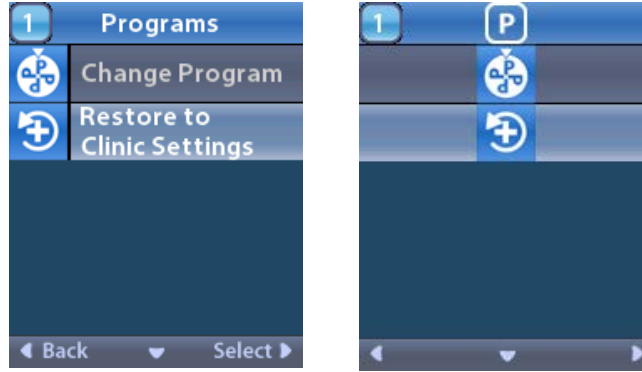 1 Programs
Change Program
Restore to
Clinic Settings
Back Select
1 P